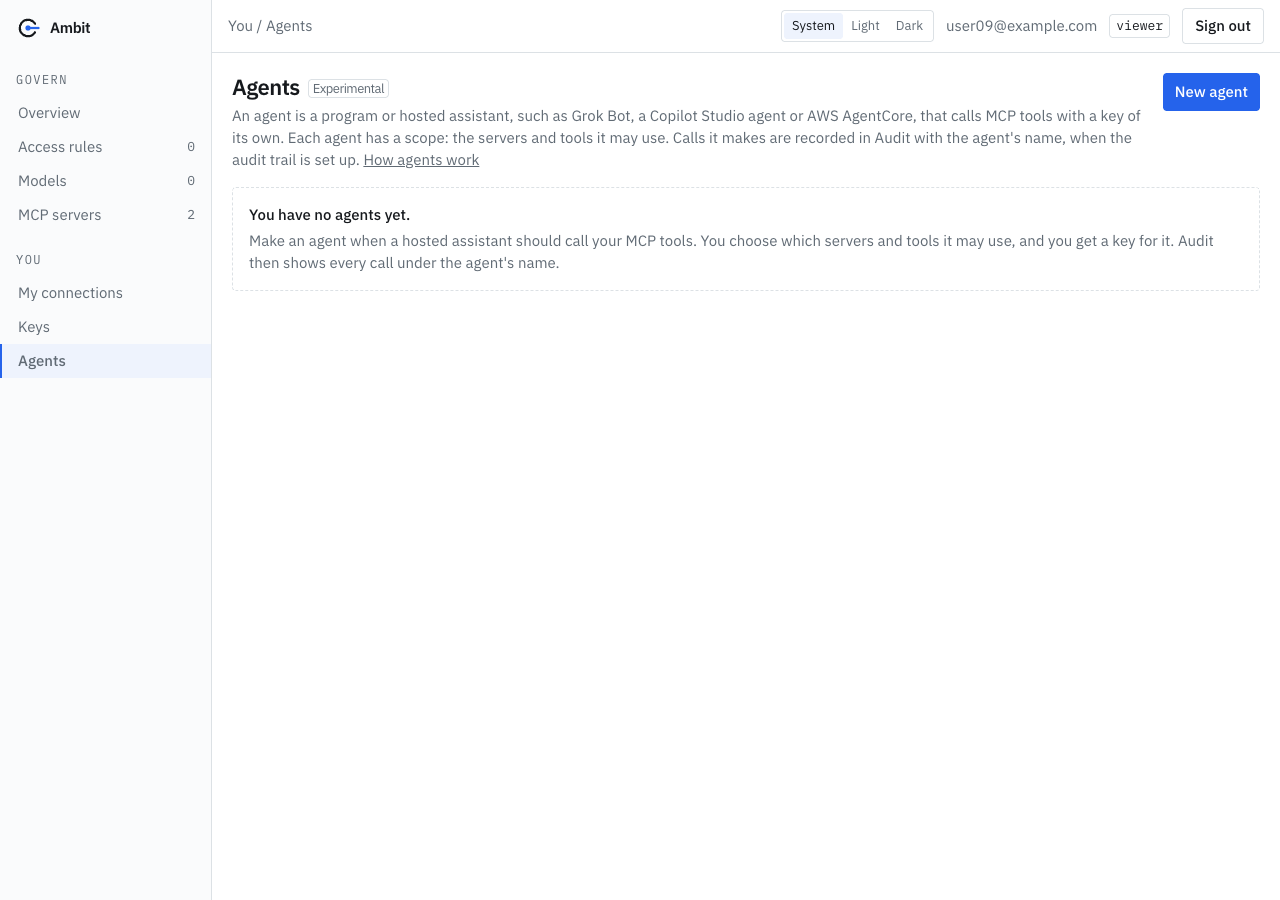 Ambit
You / Agents
System Light Dark
user09@example.com
viewer
Sign out
GOVERN
Overview
Access rules 0
Models 0
MCP servers 2
YOU
My connections
Keys
Agents
Agents Experimental
New agent
An agent is a program or hosted assistant, such as Grok Bot, a Copilot Studio agent or AWS AgentCore, that calls MCP tools with a key of
its own. Each agent has a scope: the servers and tools it may use. Calls it makes are recorded in Audit with the agent's name, when the
audit trail is set up. How agents work
You have no agents yet.
Make an agent when a hosted assistant should call your MCP tools. You choose which servers and tools it may use, and you get a key for it. Audit
then shows every call under the agent's name.